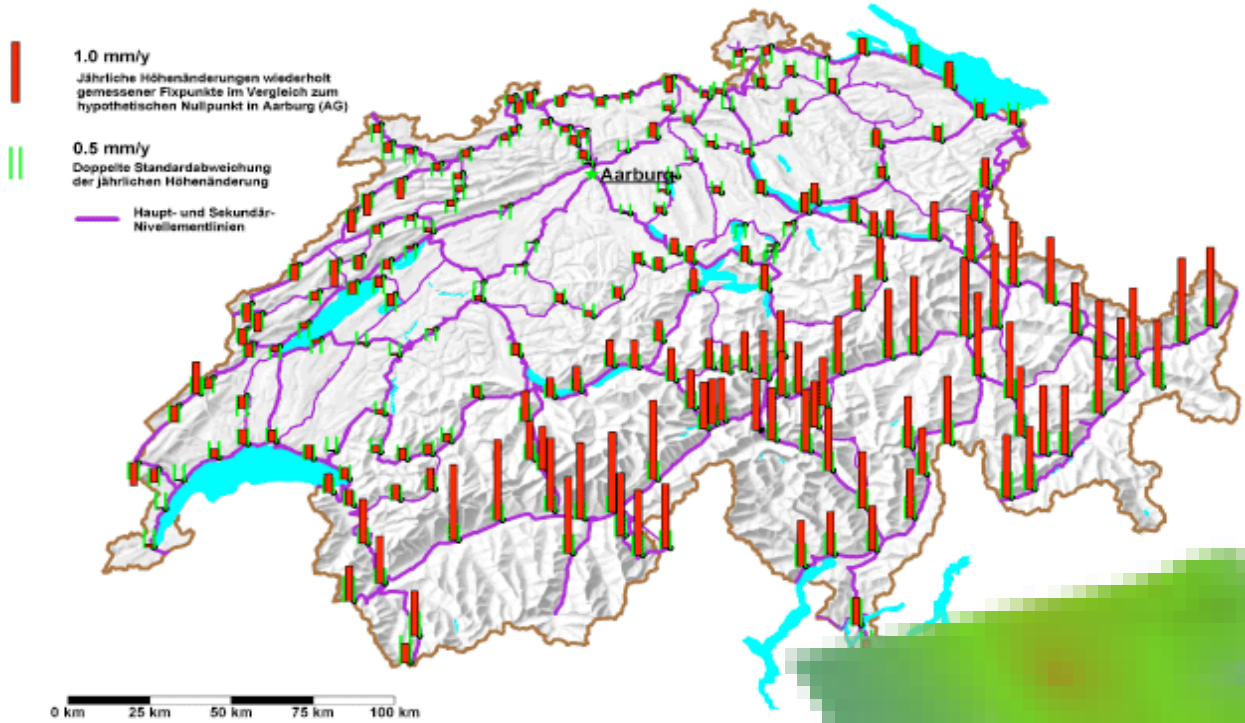 1.0 mm/y
Jährliche Höhenänderungen wiederholt
gemessener Fixpunkte im Vergleich zum
hypothetischen Nullpunkt in Aarburg (AG)
0.5 mm/y
Doppelte Standardabweichung
der jährlichen Höhenänderung
Haupt- und Sekundär-
Nivellementlinien
Aarburg
0 km 25 km 50 km 75 km 100 km